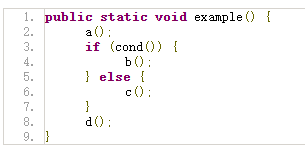 1. public static void example() {
2.     a();
3.     if (cond()) {
4.         b();
5.     } else {
6.         c();
7.     }
8.     d();
9. }